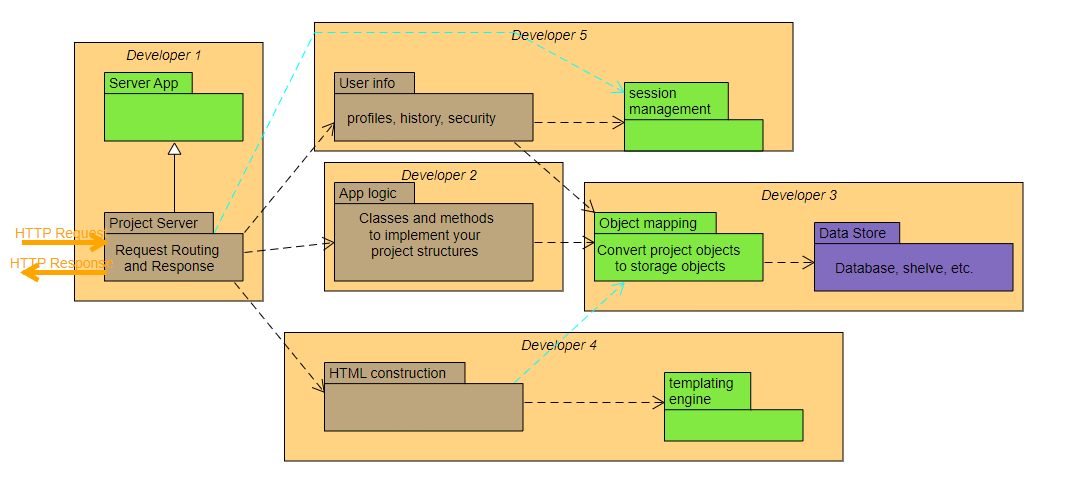 Developer 1
Server App
Project Server
HTTP Request
Request Routing
and Response
HTTP Response
Developer 5
User info
profiles, history, security
session
management
Developer 2
App logic
Classes and methods
to implement your
project structures
Developer 3
Object mapping
Convert project objects
to storage objects
Data Store
Database, shelve, etc.
Developer 4
HTML construction
templating
engine